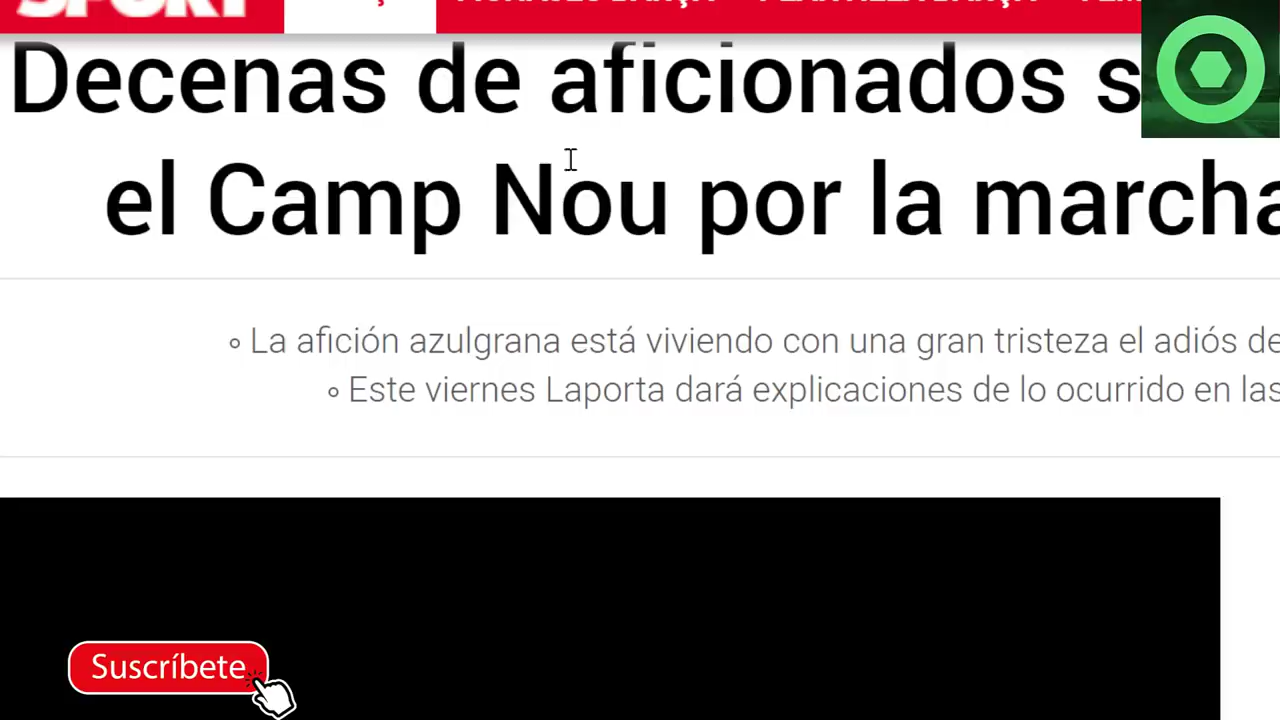 SPORT
Decenas de aficionados s
el Camp Nou por la marcha
◦ La afición azulgrana está viviendo con una gran tristeza el adiós de
◦ Este viernes Laporta dará explicaciones de lo ocurrido en las
Suscríbete